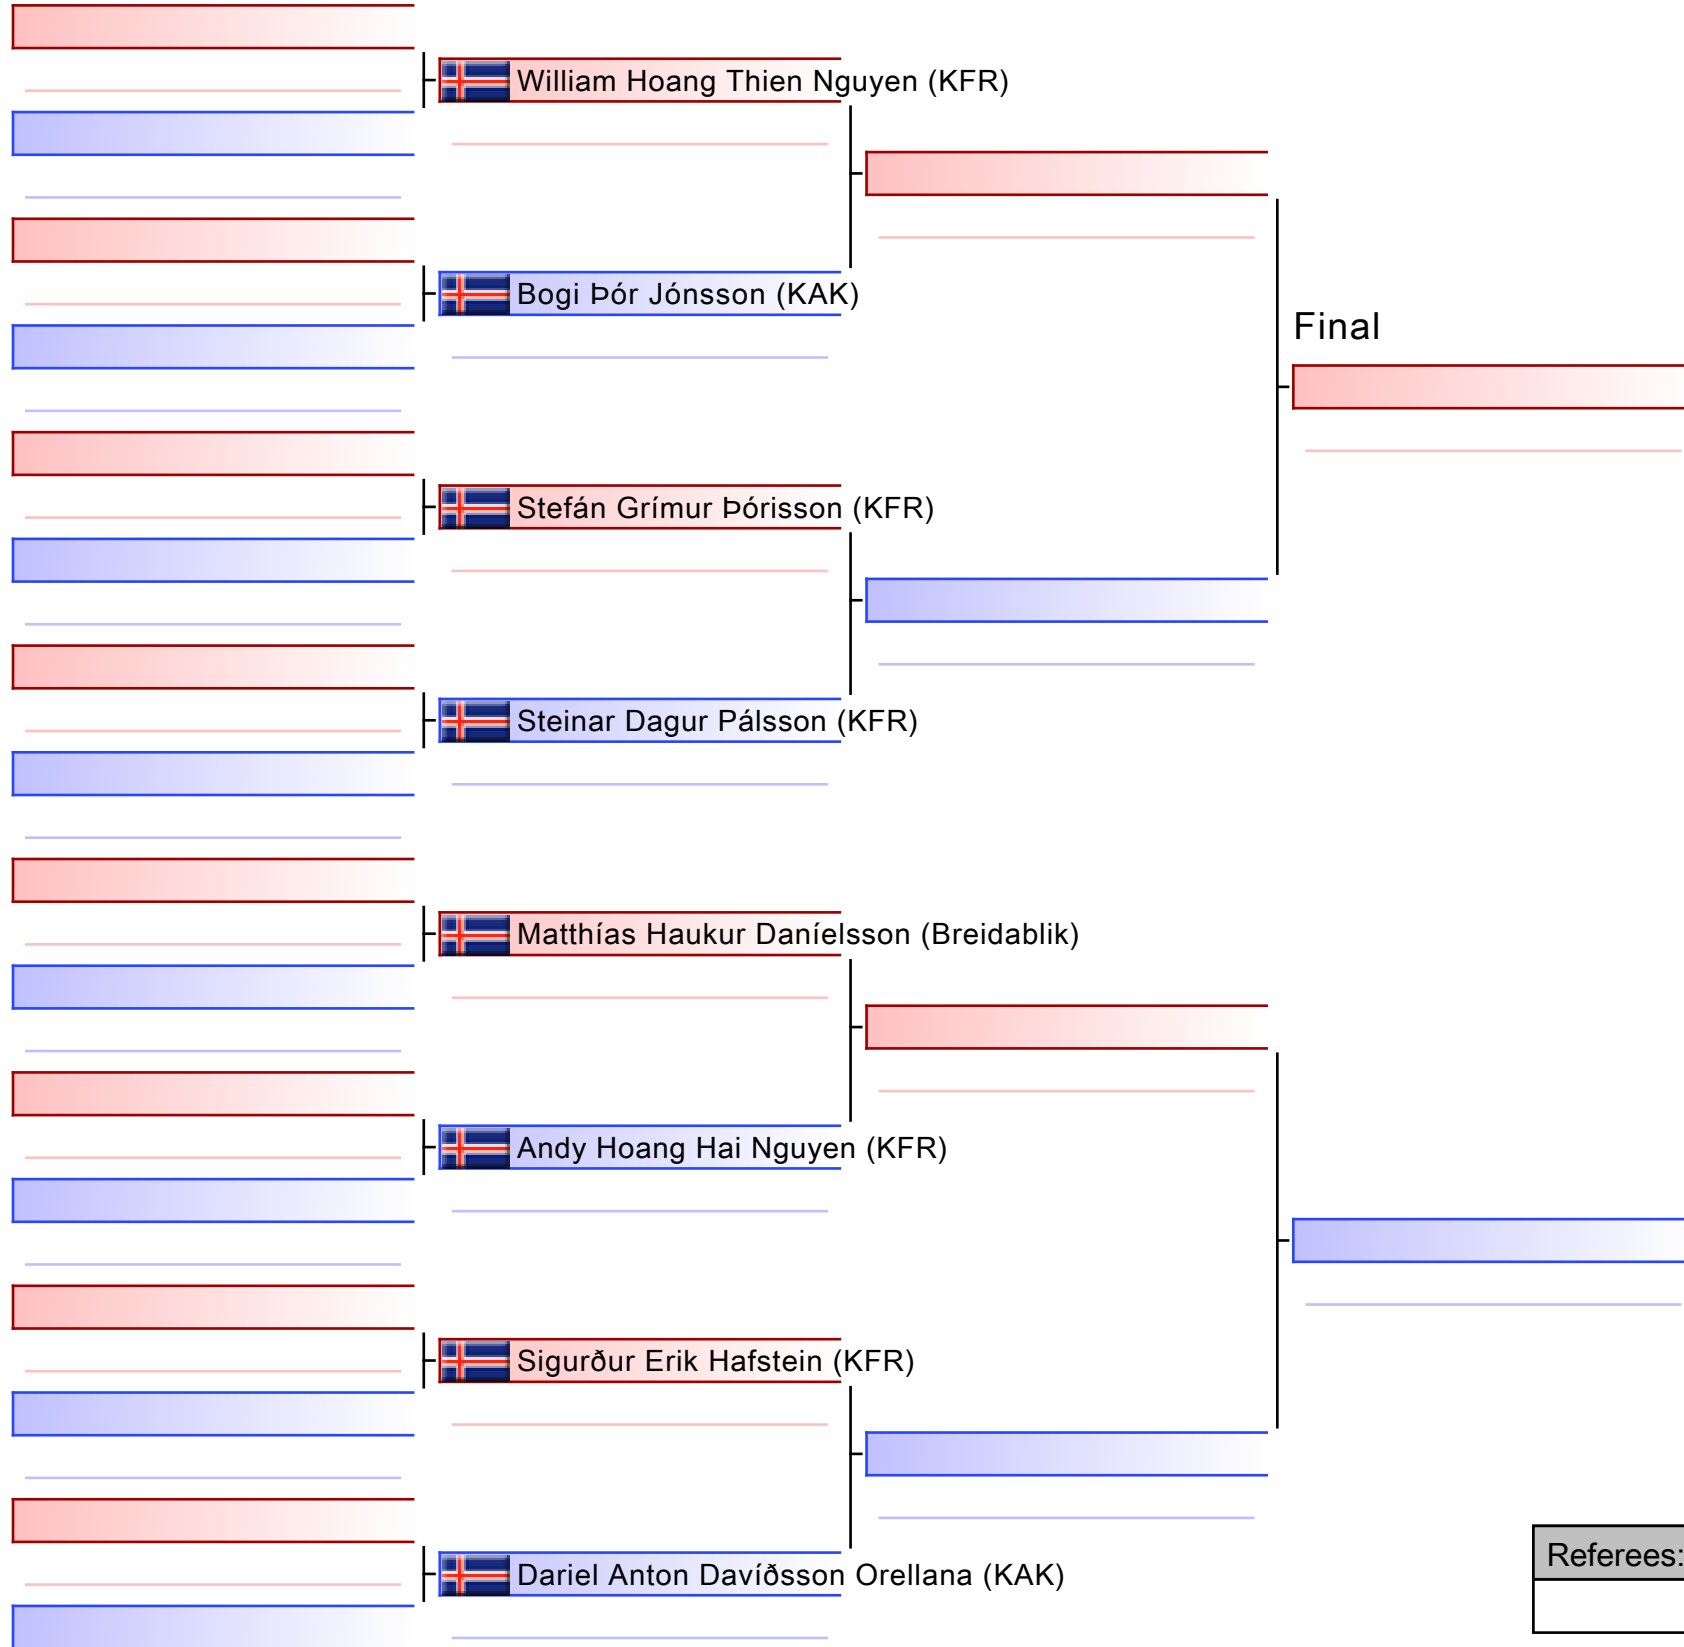 William Hoang Thien Nguyen (KFR)
Bogi Þór Jónsson (KAK)
Final
Stefán Grímur Þórisson (KFR)
Steinar Dagur Pálsson (KFR)
Matthías Haukur Daníelsson (Breidablik)
Andy Hoang Hai Nguyen (KFR)
Sigurður Erik Hafstein (KFR)
Dariel Anton Davíðsson Orellana (KAK)
Referees: